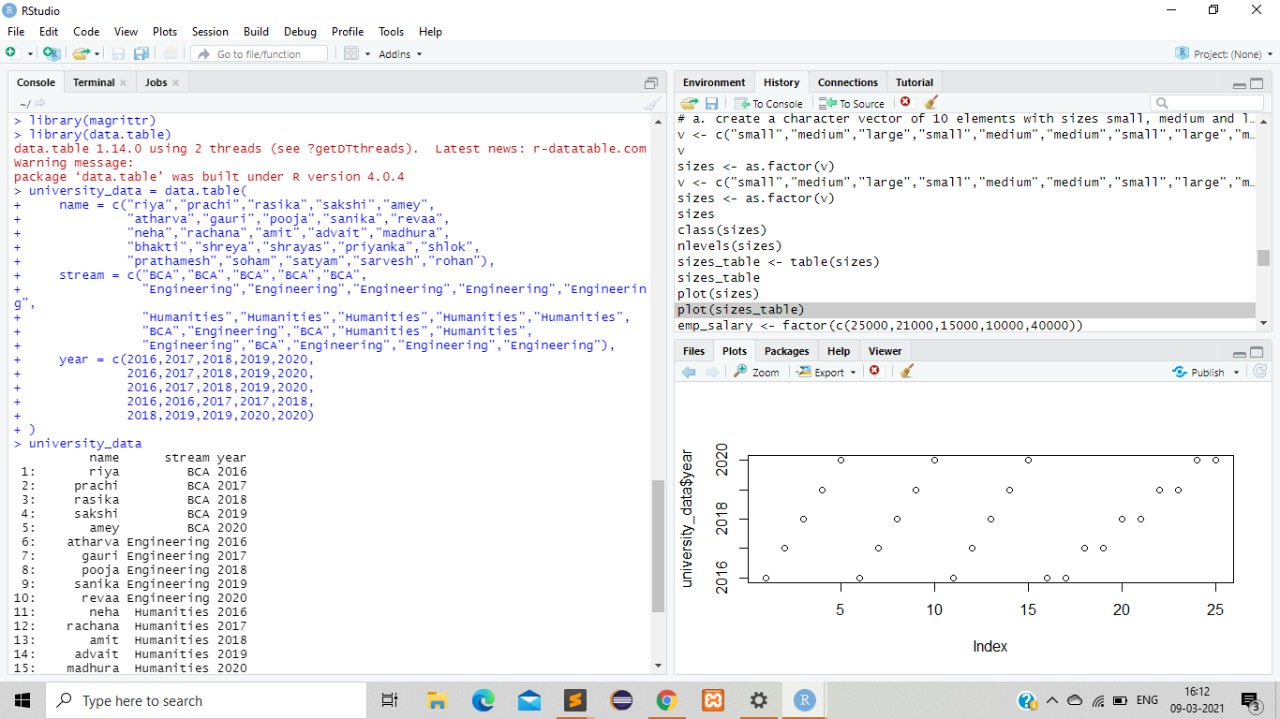 RStudio
File Edit Code View Plots Session Build Debug Profile Tools Help
Go to file/function Addins Project: (None)
Console Terminal Jobs
~/
> library(magrittr)
> library(data.table)
data.table 1.14.0 using 2 threads (see ?getDTthreads).  Latest news: r-datatable.com
Warning message:
package ‘data.table’ was built under R version 4.0.4
> university_data = data.table(
+     name = c("riya","prachi","rasika","sakshi","amey",
+              "atharva","gauri","pooja","sanika","revaa",
+              "neha","rachana","amit","advait","madhura",
+              "bhakti","shreya","shrayas","priyanka","shlok",
+              "prathamesh","soham","satyam","sarvesh","rohan"),
+     stream = c("BCA","BCA","BCA","BCA","BCA",
+                "Engineering","Engineering","Engineering","Engineering","Engineerin
g",
+                "Humanities","Humanities","Humanities","Humanities","Humanities",
+                "BCA","Engineering","BCA","Humanities","Humanities",
+                "Engineering","BCA","Engineering","Engineering","Engineering"),
+     year = c(2016,2017,2018,2019,2020,
+              2016,2017,2018,2019,2020,
+              2016,2017,2018,2019,2020,
+              2016,2016,2017,2017,2018,
+              2018,2019,2019,2020,2020)
+ )
> university_data
name stream year
1: riya BCA 2016
2: prachi BCA 2017
3: rasika BCA 2018
4: sakshi BCA 2019
5: amey BCA 2020
6: atharva Engineering 2016
7: gauri Engineering 2017
8: pooja Engineering 2018
9: sanika Engineering 2019
10: revaa Engineering 2020
11: neha Humanities 2016
12: rachana Humanities 2017
13: amit Humanities 2018
14: advait Humanities 2019
15: madhura Humanities 2020
Environment History Connections Tutorial
To Console To Source
# a. create a character vector of 10 elements with sizes small, medium and l…
v <- c("small","medium","large","small","medium","medium","small","large","m…
v
sizes <- as.factor(v)
v <- c("small","medium","large","small","medium","medium","small","large","m…
sizes <- as.factor(v)
sizes
class(sizes)
nlevels(sizes)
sizes_table <- table(sizes)
sizes_table
plot(sizes)
plot(sizes_table)
emp_salary <- factor(c(25000,21000,15000,10000,40000))
Files Plots Packages Help Viewer
Zoom Export Publish
university_data$year
2020
2018
2016
5 10 15 20 25
Index
Type here to search
ENG
16:12
09-03-2021
3